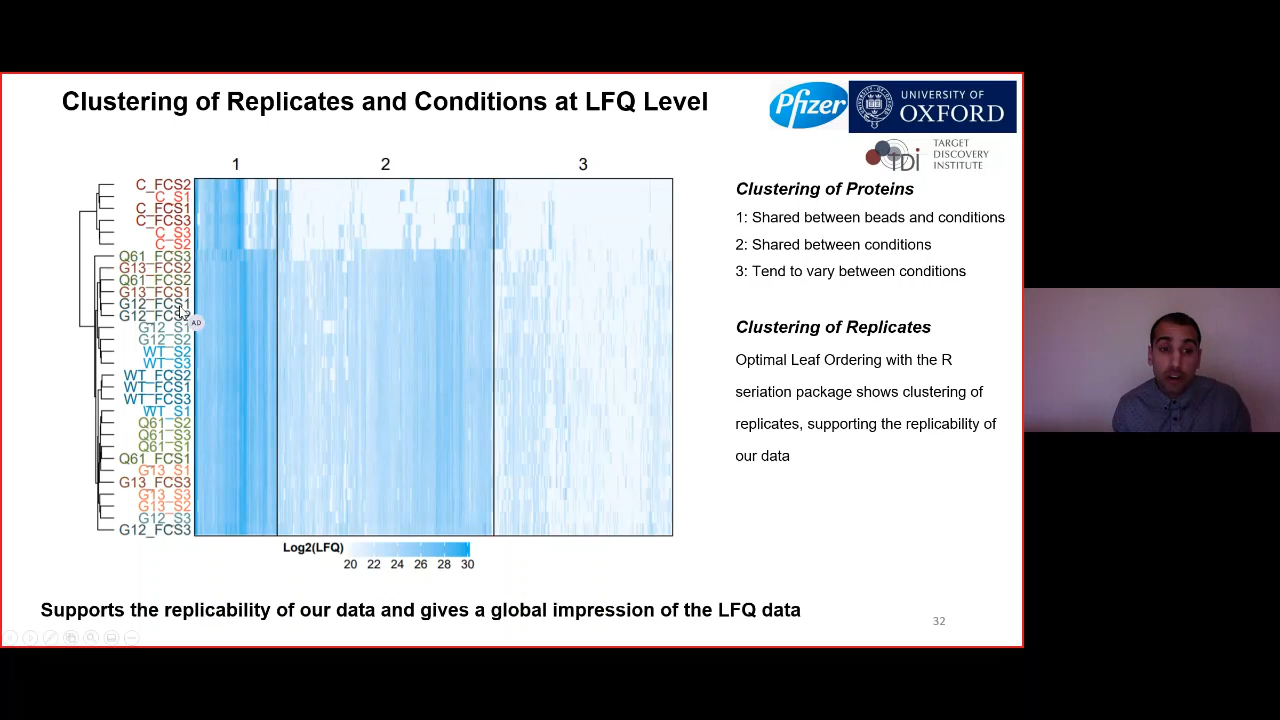 Clustering of Replicates and Conditions at LFQ Level
Pfizer
UNIVERSITY OF
OXFORD
TDi
TARGET
DISCOVERY
INSTITUTE
1
2
3
C_FCS2
C_S1
C_FCS1
C_FCS3
C_S3
C_S2
Q61_FCS3
G13_FCS2
Q61_FCS2
G13_FCS1
G12_FCS1
G12_FCS2
G12_S1
G12_S2
WT_S2
WT_S3
WT_FCS2
WT_FCS1
WT_FCS3
WT_S1
Q61_S2
Q61_S3
Q61_S1
Q61_FCS1
G13_S1
G13_FCS3
G13_S3
G13_S2
G12_S3
G12_FCS3
AD
Log2(LFQ)
20 22 24 26 28 30
Clustering of Proteins
1: Shared between beads and conditions
2: Shared between conditions
3: Tend to vary between conditions
Clustering of Replicates
Optimal Leaf Ordering with the R
seriation package shows clustering of
replicates, supporting the replicability of
our data
Supports the replicability of our data and gives a global impression of the LFQ data
32